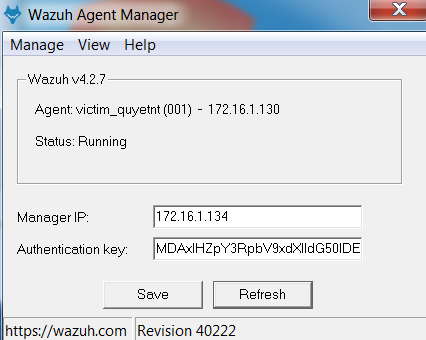 Wazuh Agent Manager
Manage View Help
Wazuh v4.2.7
Agent: victim_quyetnt (001) - 172.16.1.130
Status: Running
Manager IP: 172.16.1.134
Authentication key: MDAxIHZpY3RpbV9xdXlldG50IDE
Save Refresh
https://wazuh.com Revision 40222